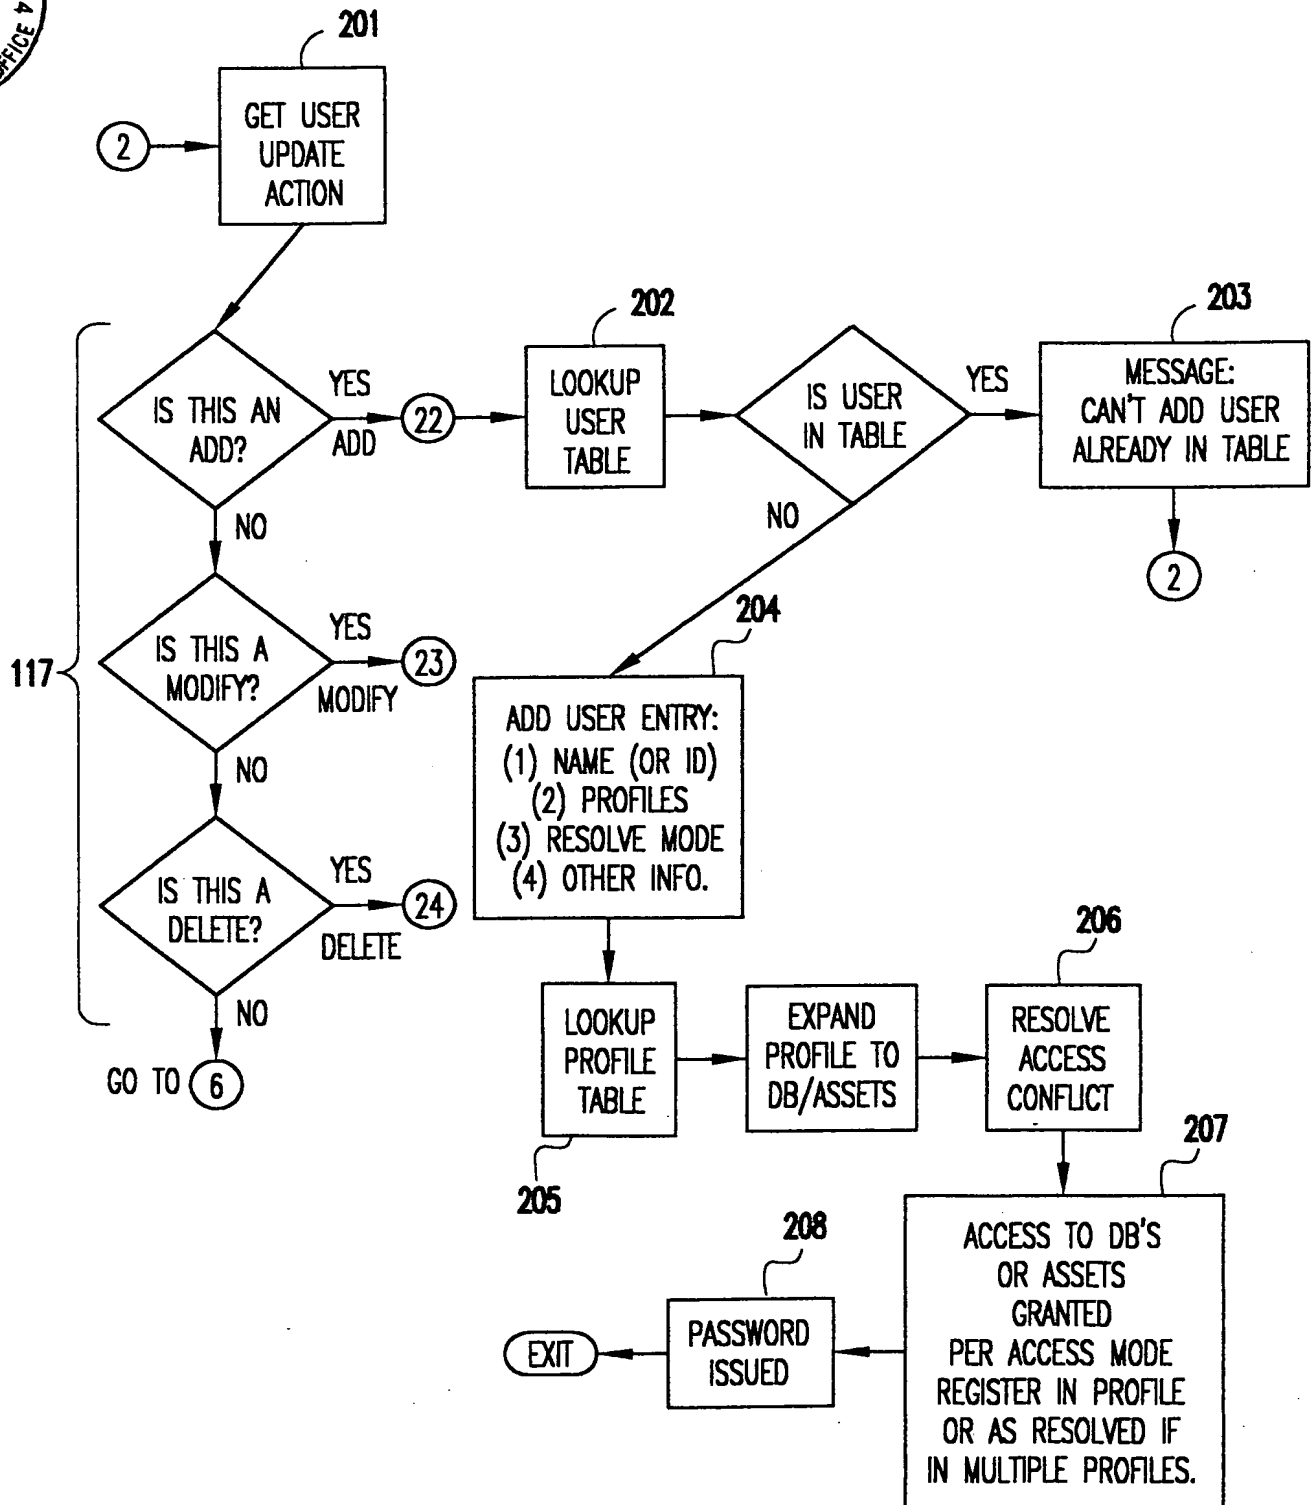 OFFICE 4
201
GET USER
UPDATE
ACTION
2
117
IS THIS AN
ADD?
YES
ADD
22
NO
202
LOOKUP
USER
TABLE
IS USER
IN TABLE
YES
NO
203
MESSAGE:
CAN'T ADD USER
ALREADY IN TABLE
2
IS THIS A
MODIFY?
YES
MODIFY
23
NO
IS THIS A
DELETE?
YES
DELETE
24
NO
GO TO 6
204
ADD USER ENTRY:
(1) NAME (OR ID)
(2) PROFILES
(3) RESOLVE MODE
(4) OTHER INFO.
LOOKUP
PROFILE
TABLE
205
EXPAND
PROFILE TO
DB/ASSETS
206
RESOLVE
ACCESS
CONFLICT
207
ACCESS TO DB'S
OR ASSETS
GRANTED
PER ACCESS MODE
REGISTER IN PROFILE
OR AS RESOLVED IF
IN MULTIPLE PROFILES.
208
PASSWORD
ISSUED
EXIT